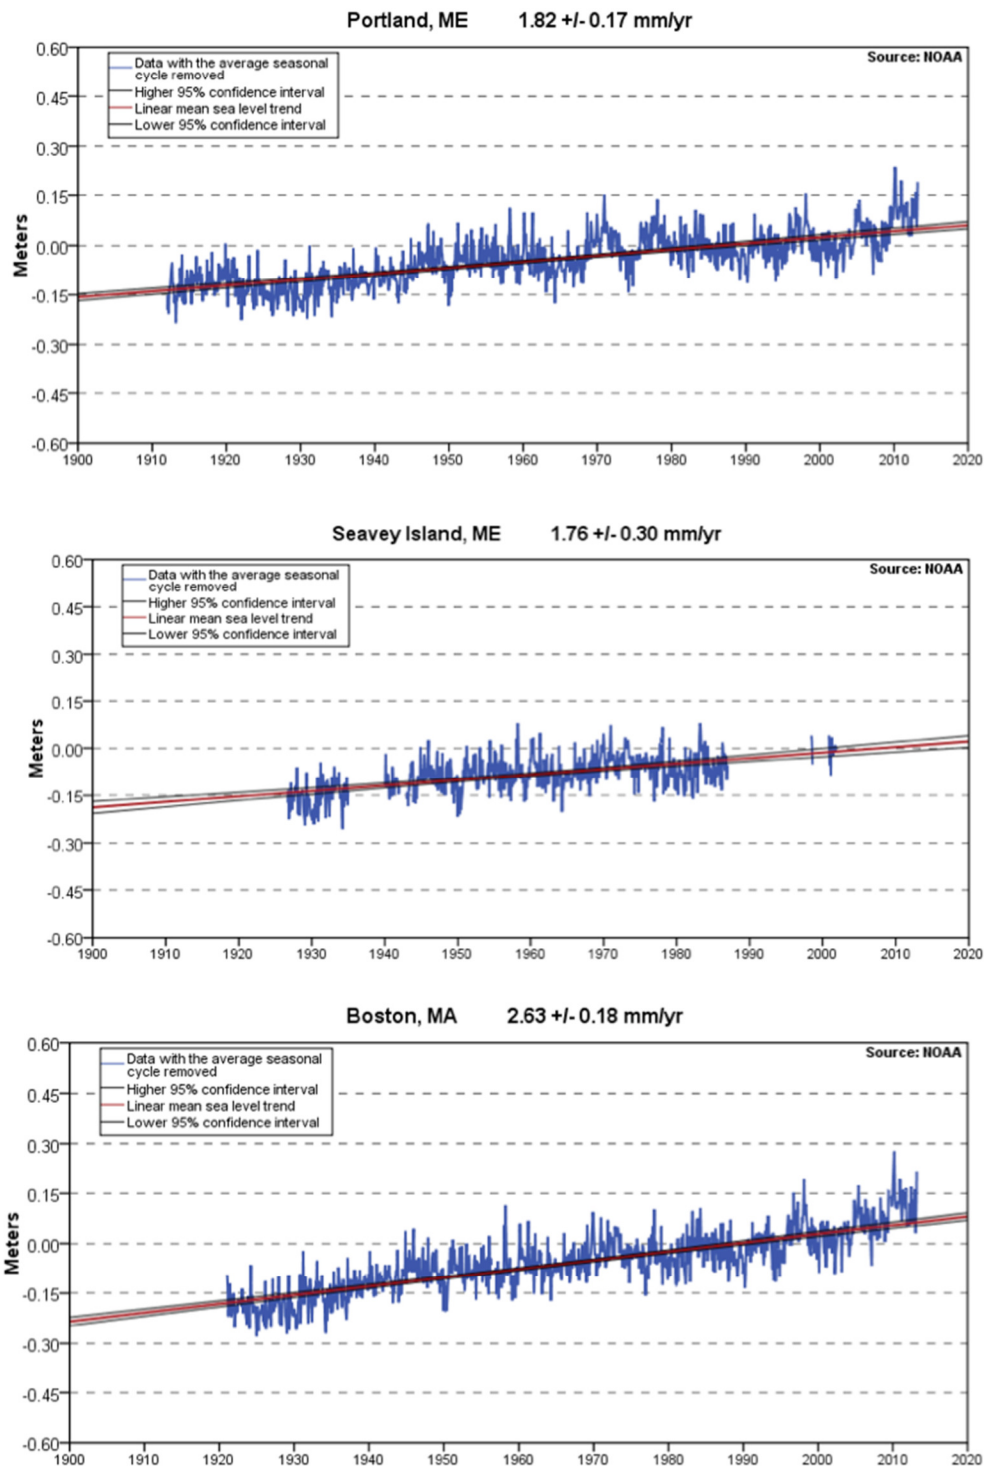 Portland, ME 1.82 +/- 0.17 mm/yr
Source: NOAA
Data with the average seasonal
cycle removed
Higher 95% confidence interval
Linear mean sea level trend
Lower 95% confidence interval
Meters
0.60
0.45
0.30
0.15
0.00
-0.15
-0.30
-0.45
-0.60
1900 1910 1920 1930 1940 1950 1960 1970 1980 1990 2000 2010 2020
Seavey Island, ME 1.76 +/- 0.30 mm/yr
Source: NOAA
Data with the average seasonal
cycle removed
Higher 95% confidence interval
Linear mean sea level trend
Lower 95% confidence interval
Meters
0.60
0.45
0.30
0.15
0.00
-0.15
-0.30
-0.45
-0.60
1900 1910 1920 1930 1940 1950 1960 1970 1980 1990 2000 2010 2020
Boston, MA 2.63 +/- 0.18 mm/yr
Source: NOAA
Data with the average seasonal
cycle removed
Higher 95% confidence interval
Linear mean sea level trend
Lower 95% confidence interval
Meters
0.60
0.45
0.30
0.15
0.00
-0.15
-0.30
-0.45
-0.60
1900 1910 1920 1930 1940 1950 1960 1970 1980 1990 2000 2010 2020